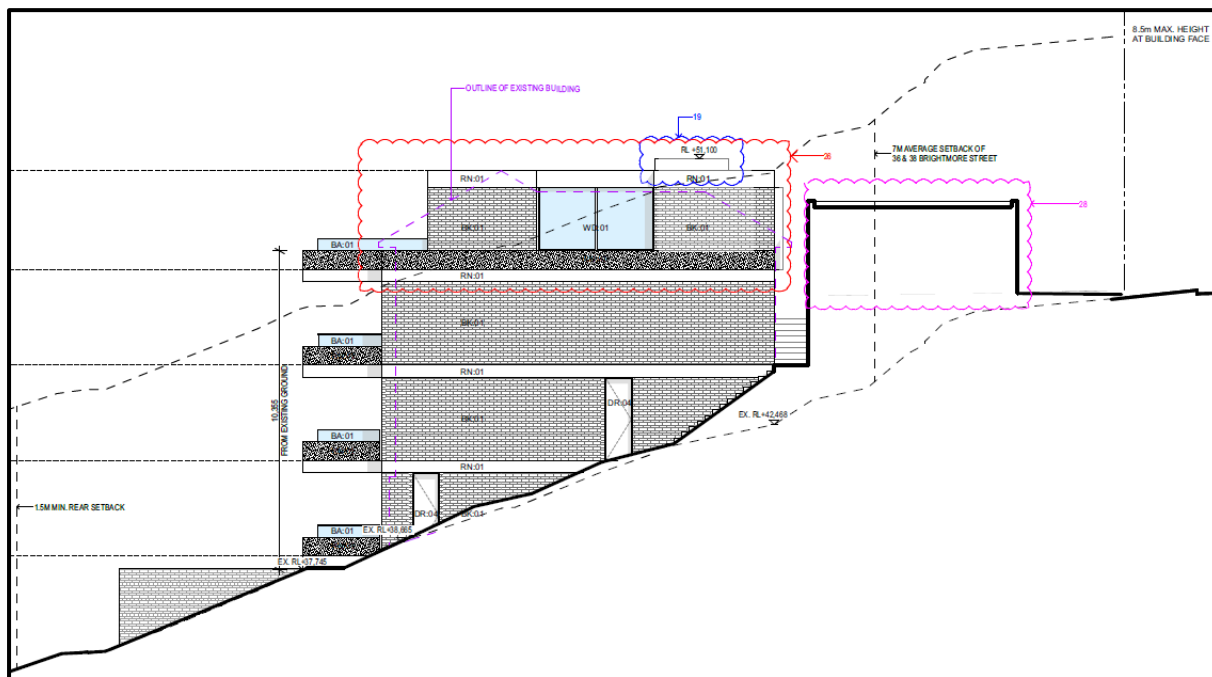 8.5m MAX. HEIGHT
AT BUILDING FACE
OUTLINE OF EXISTING BUILDING
19
RL +51,100
26
7M AVERAGE SETBACK OF
36 & 38 BRIGHTMORE STREET
RN:01
RN:01
28
BK:01
WD:01
BK:01
BA:01
RN:01
BK:01
BA:01
RN:01
10,355
FROM EXISTING GROUND
DR:04
EX. RL+42,468
BK:01
BA:01
RN:01
1.5M MIN. REAR SETBACK
DR:04
BK:01
BA:01
EX. RL+38,665
EX. RL+37,745